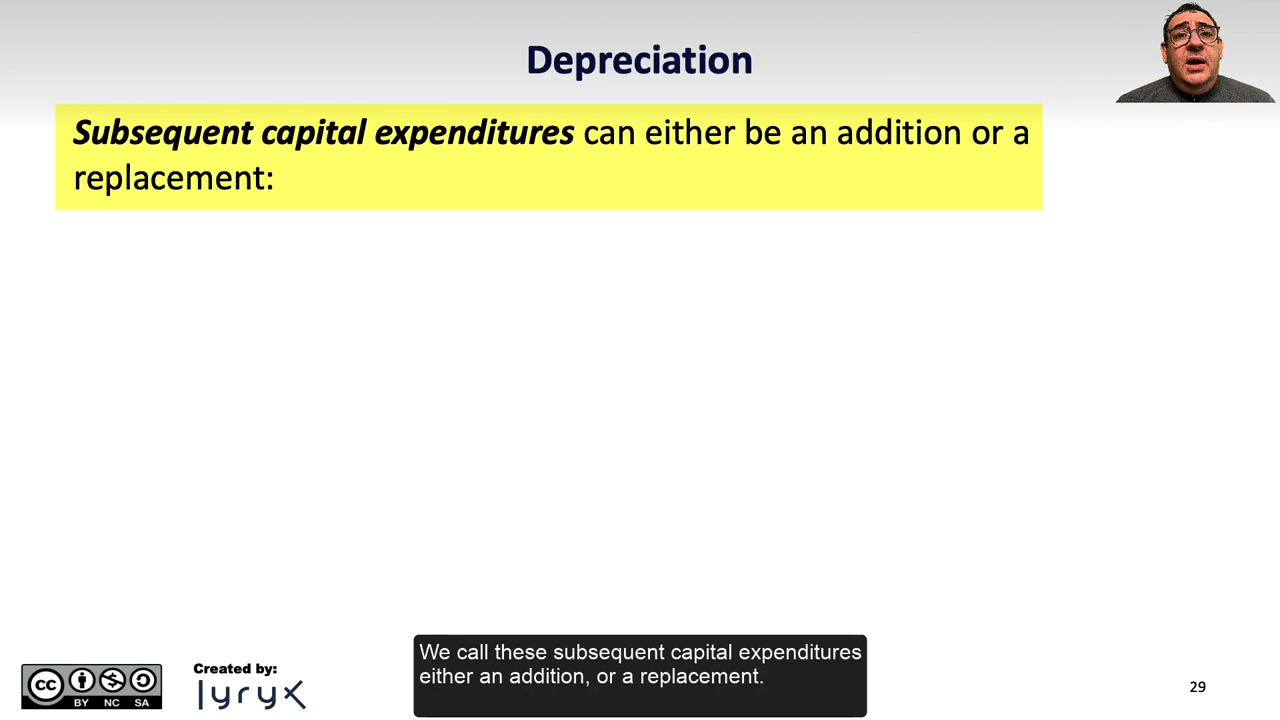 Depreciation
Subsequent capital expenditures can either be an addition or a
replacement:
We call these subsequent capital expenditures
either an addition, or a replacement.
cc
BY NC SA
Created by:
lyryx
29